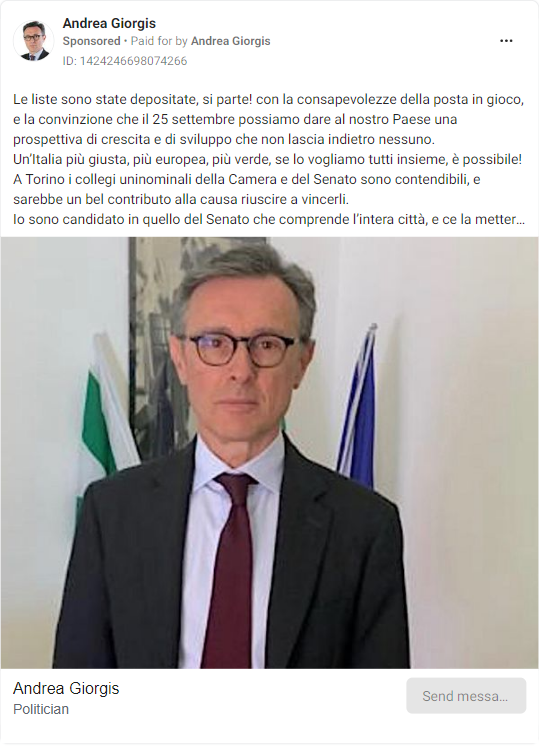 Andrea Giorgis
Sponsored • Paid for by Andrea Giorgis
ID: 1424246698074266
Le liste sono state depositate, si parte! con la consapevolezze della posta in gioco,
e la convinzione che il 25 settembre possiamo dare al nostro Paese una
prospettiva di crescita e di sviluppo che non lascia indietro nessuno.
Un’Italia più giusta, più europea, più verde, se lo vogliamo tutti insieme, è possibile!
A Torino i collegi uninominali della Camera e del Senato sono contendibili, e
sarebbe un bel contributo alla causa riuscire a vincerli.
Io sono candidato in quello del Senato che comprende l’intera città, e ce la metter...
Andrea Giorgis
Politician
Send messa...